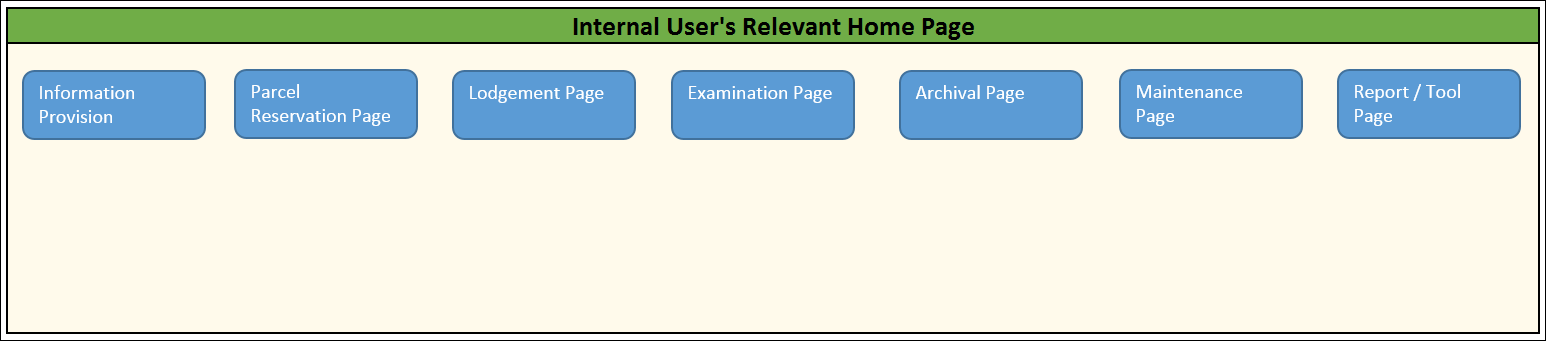 Internal User's Relevant Home Page
Information
Provision
Parcel
Reservation Page
Lodgement Page
Examination Page
Archival Page
Maintenance
Page
Report / Tool
Page